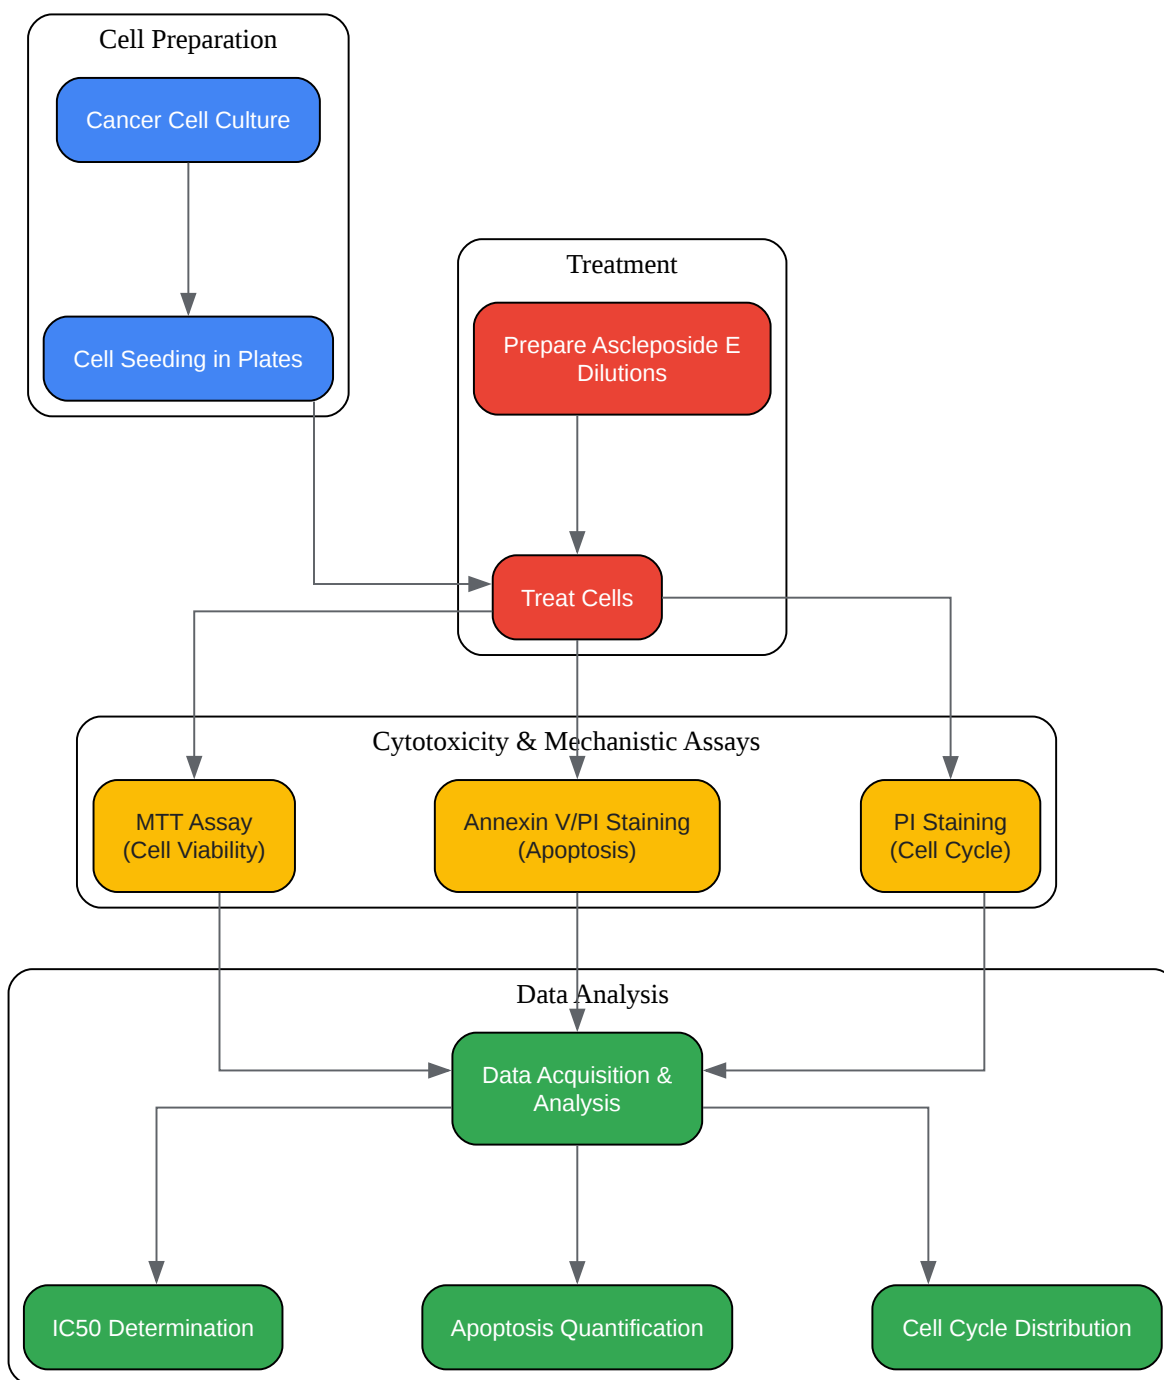 Cell Preparation
Cancer Cell Culture
Cell Seeding in Plates
Treatment
Prepare Ascleposide E
Dilutions
Treat Cells
Cytotoxicity & Mechanistic Assays
MTT Assay
(Cell Viability)
Annexin V/PI Staining
(Apoptosis)
PI Staining
(Cell Cycle)
Data Analysis
Data Acquisition &
Analysis
IC50 Determination
Apoptosis Quantification
Cell Cycle Distribution